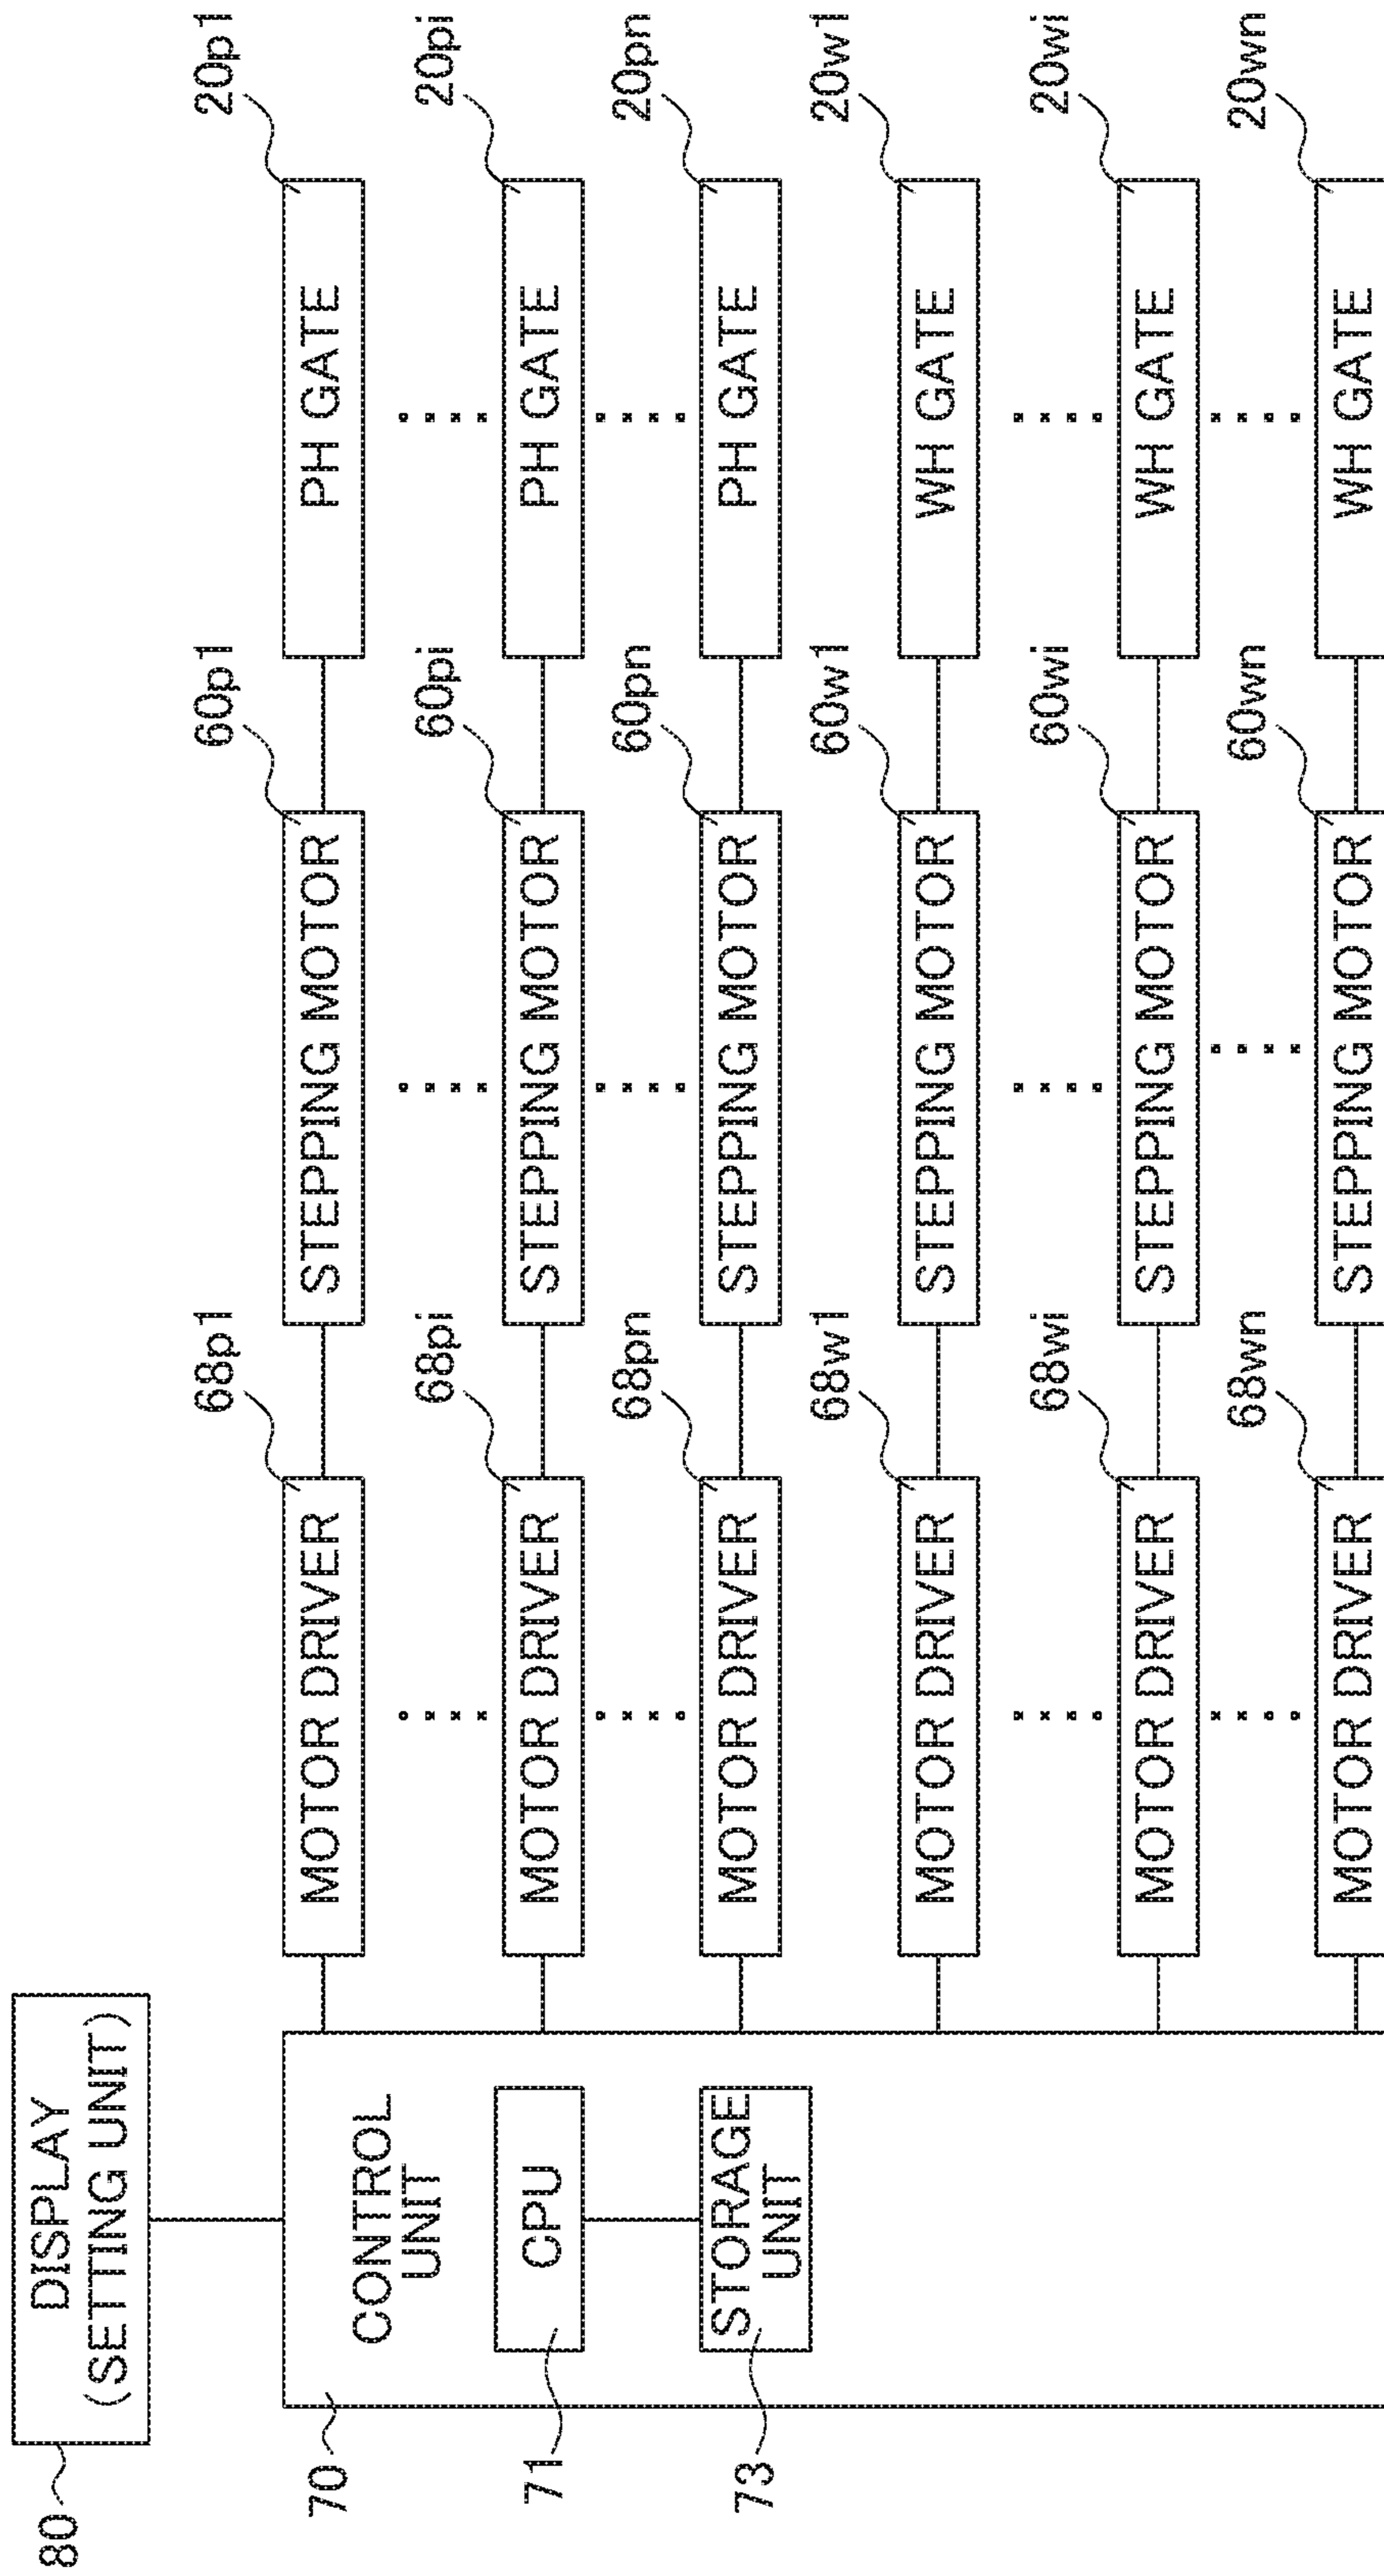 80
DISPLAY
(SETTING UNIT)
70
CONTROL
UNIT
71
CPU
73
STORAGE
UNIT
68p1
MOTOR DRIVER
60p1
STEPPING MOTOR
20p1
PH GATE
68pi
MOTOR DRIVER
60pi
STEPPING MOTOR
20pi
PH GATE
68pn
MOTOR DRIVER
60pn
STEPPING MOTOR
20pn
PH GATE
68w1
MOTOR DRIVER
60w1
STEPPING MOTOR
20w1
WH GATE
68wi
MOTOR DRIVER
60wi
STEPPING MOTOR
20wi
WH GATE
68wn
MOTOR DRIVER
60wn
STEPPING MOTOR
20wn
WH GATE